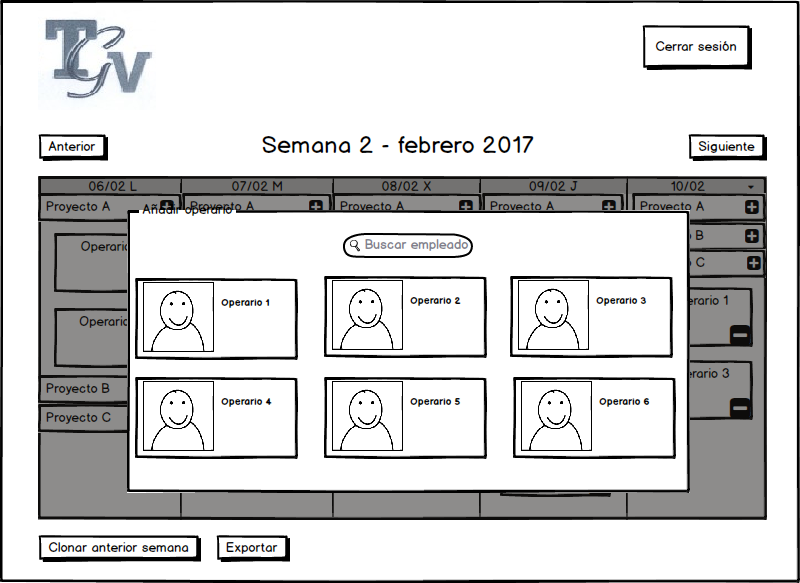 TGV
Cerrar sesión
Anterior
Semana 2 - febrero 2017
Siguiente
06/02 L
07/02 M
08/02 X
09/02 J
10/02
Proyecto A
Proyecto A
Proyecto A
Proyecto A
Proyecto A
Añadir operario
Operario
B
Buscar empleado
C
Operario 1
Operario 2
Operario 3
erario 1
Operario
erario 3
Proyecto B
Operario 4
Operario 5
Operario 6
Proyecto C
Clonar anterior semana
Exportar